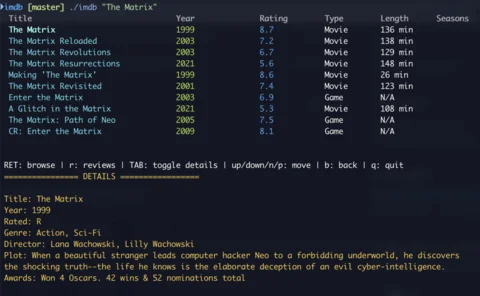 imdb [master] ./imdb "The Matrix"
Title Year Rating Type Length Seasons
The Matrix 1999 8.7 Movie 136 min
The Matrix Reloaded 2003 7.2 Movie 138 min
The Matrix Revolutions 2003 6.7 Movie 129 min
The Matrix Resurrections 2021 5.6 Movie 148 min
Making 'The Matrix' 1999 8.6 Movie 26 min
The Matrix Revisited 2001 7.4 Movie 123 min
Enter the Matrix 2003 6.9 Game N/A
A Glitch in the Matrix 2021 5.3 Movie 108 min
The Matrix: Path of Neo 2005 7.5 Game N/A
CR: Enter the Matrix 2009 8.1 Game N/A
RET: browse | r: reviews | TAB: toggle details | up/down/n/p: move | b: back | q: quit
================ DETAILS =================
Title: The Matrix
Year: 1999
Rated: R
Genre: Action, Sci-Fi
Director: Lana Wachowski, Lilly Wachowski
Plot: When a beautiful stranger leads computer hacker Neo to a forbidding underworld, he discovers
the shocking truth--the life he knows is the elaborate deception of an evil cyber-intelligence.
Awards: Won 4 Oscars. 42 wins & 52 nominations total